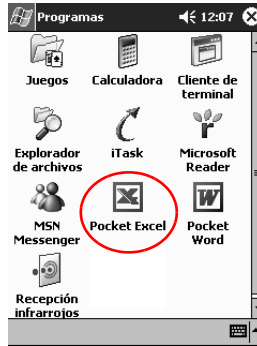 Programas 12:07
Juegos Calculadora Cliente de
terminal
Explorador
de archivos iTask Microsoft
Reader
MSN
Messenger Pocket Excel Pocket
Word
Recepción
infrarrojos